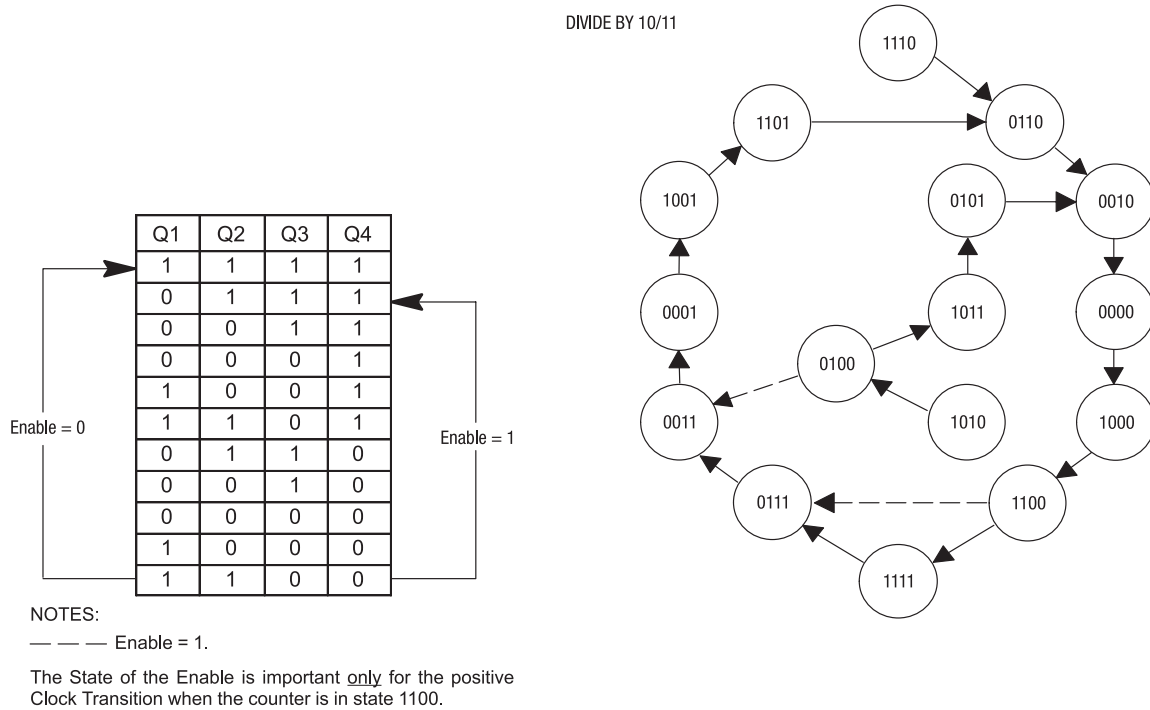 DIVIDE BY 10/11
1110
1101
0110
1001
0101
0010
0001
1011
0000
0100
0011
1010
1000
0111
1100
1111
Q1 Q2 Q3 Q4
1 1 1 1
0 1 1 1
0 0 1 1
0 0 0 1
1 0 0 1
1 1 0 1
0 1 1 0
0 0 1 0
0 0 0 0
1 0 0 0
1 1 0 0
Enable = 0
Enable = 1
NOTES:
— — — Enable = 1.
The State of the Enable is important only for the positive
Clock Transition when the counter is in state 1100.